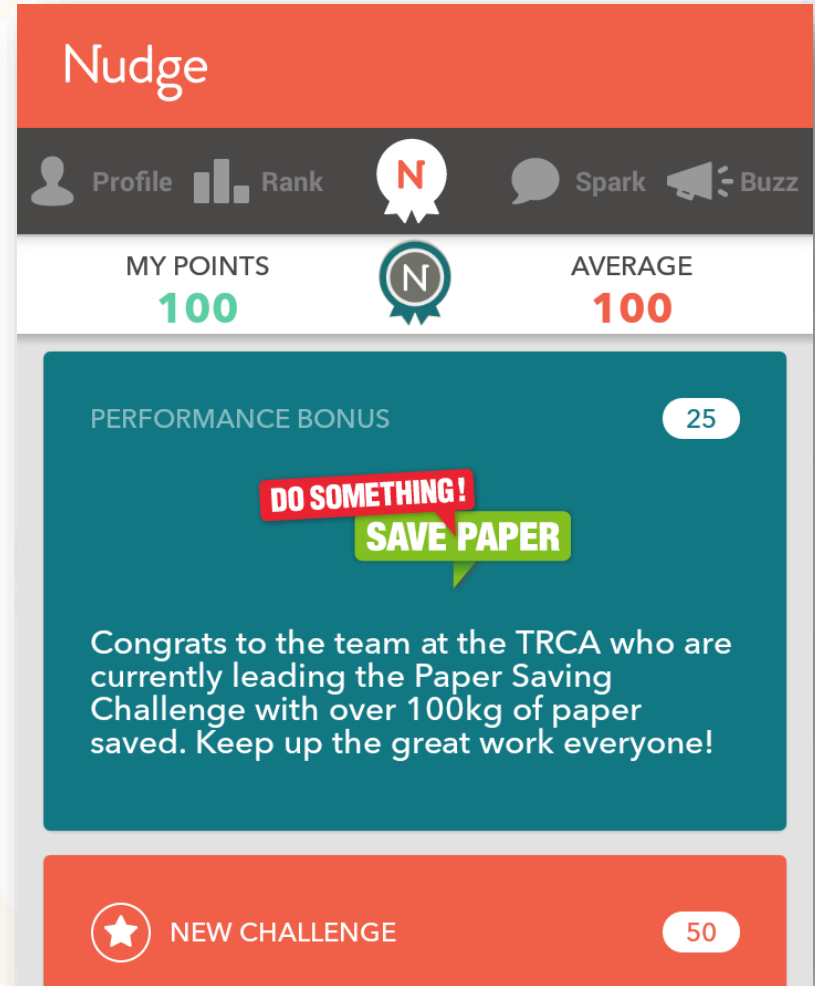 Nudge
Profile Rank N Spark Buzz
MY POINTS N AVERAGE
100 100
PERFORMANCE BONUS 25
DO SOMETHING!
SAVE PAPER
Congrats to the team at the TRCA who are
currently leading the Paper Saving
Challenge with over 100kg of paper
saved. Keep up the great work everyone!
NEW CHALLENGE 50